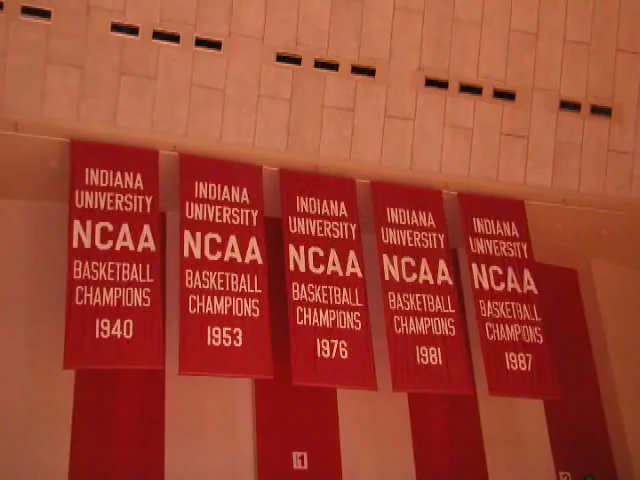 INDIANA
UNIVERSITY
NCAA
BASKETBALL
CHAMPIONS
1940
INDIANA
UNIVERSITY
NCAA
BASKETBALL
CHAMPIONS
1953
INDIANA
UNIVERSITY
NCAA
BASKETBALL
CHAMPIONS
1976
INDIANA
UNIVERSITY
NCAA
BASKETBALL
CHAMPIONS
1981
INDIANA
UNIVERSITY
NCAA
BASKETBALL
CHAMPIONS
1987